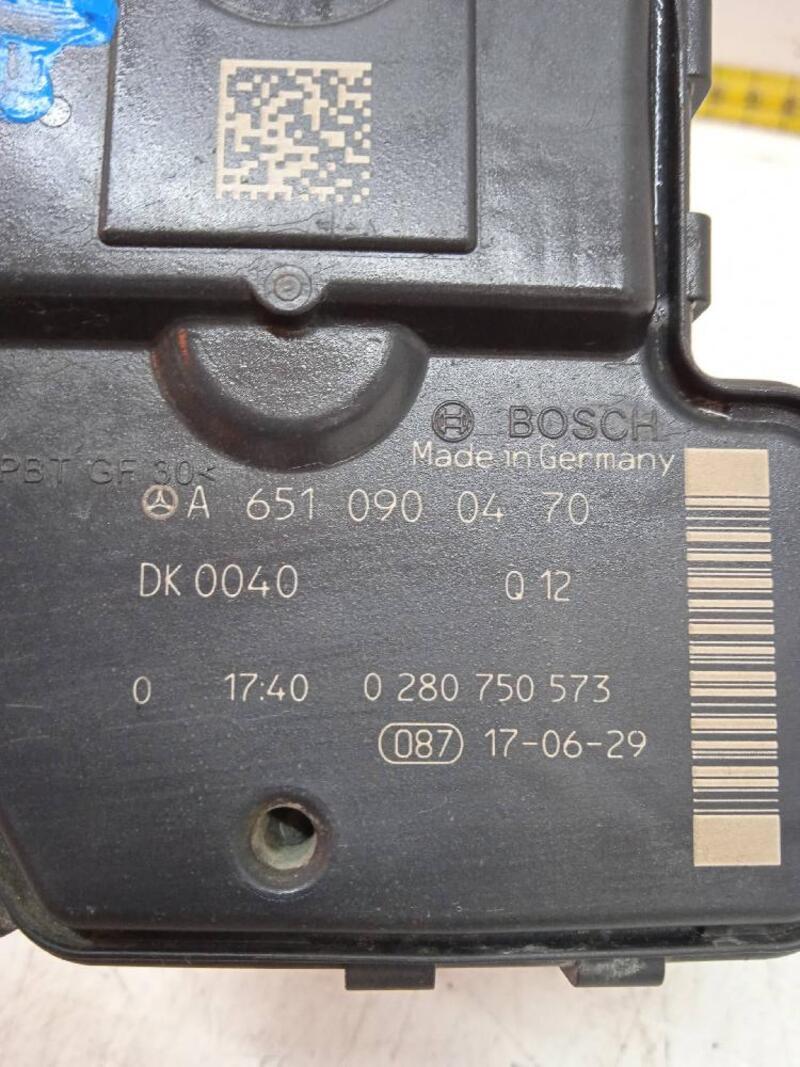 BOSCH
Made in Germany
PBT GF 30<
A 651 090 04 70
DK 0040 Q 12
0 17:40 0 280 750 573
087 17-06-29